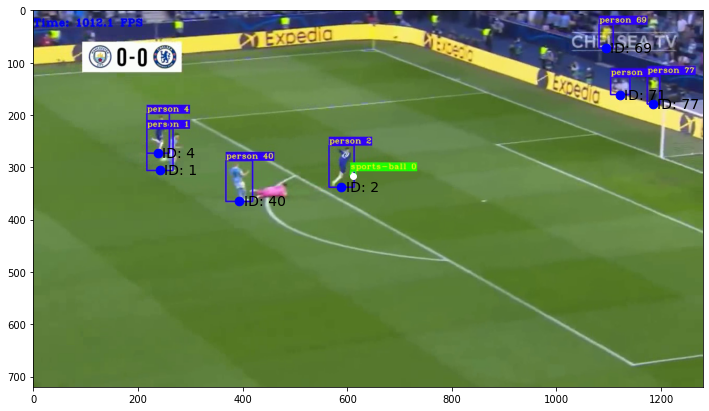 Time: 1012.1 FPS
0-0
Expedia
CHELSEA TV
Expedia
Expedia
person 69
ID: 69
person 71
ID: 71
person 77
ID: 77
person 4
person 1
ID: 4
ID: 1
person 40
ID: 40
person 2
ID: 2
sports-ball 0
0
100
200
300
400
500
600
700
0
200
400
600
800
1000
1200